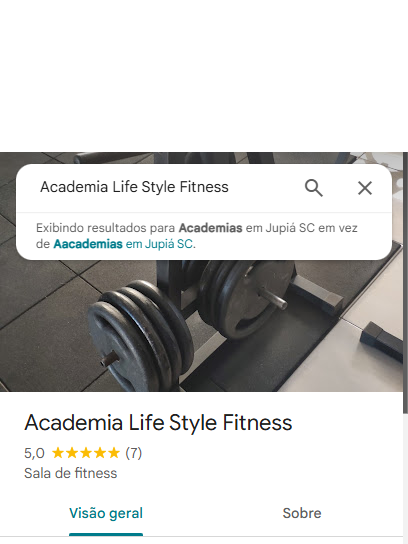 Academia Life Style Fitness
Exibindo resultados para Academias em Jupiá SC em vez
de Aacademias em Jupiá SC.
Academia Life Style Fitness
5,0 ★★★★★ (7)
Sala de fitness
Visão geral Sobre